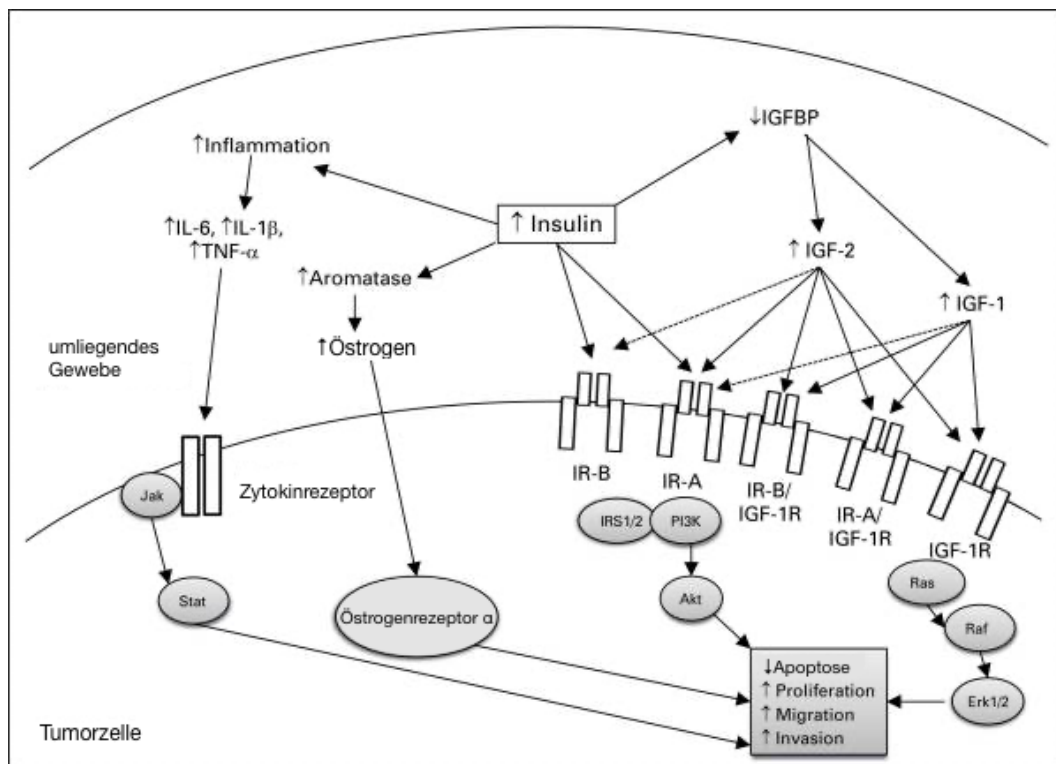 ↓IGFBP
↑Inflammation
↑IL-6, ↑IL-1β,
↑TNF-α
↑ Insulin
↑Aromatase
↑Östrogen
↑ IGF-2
↑ IGF-1
umliegendes
Gewebe
Zytokinrezeptor
IR-B
IR-A
IR-B/
IGF-1R
IR-A/
IGF-1R
IGF-1R
Jak
Stat
Östrogenrezeptor α
IRS1/2
PI3K
Akt
Ras
Raf
Erk1/2
↓Apoptose
↑ Proliferation
↑ Migration
↑ Invasion
Tumorzelle